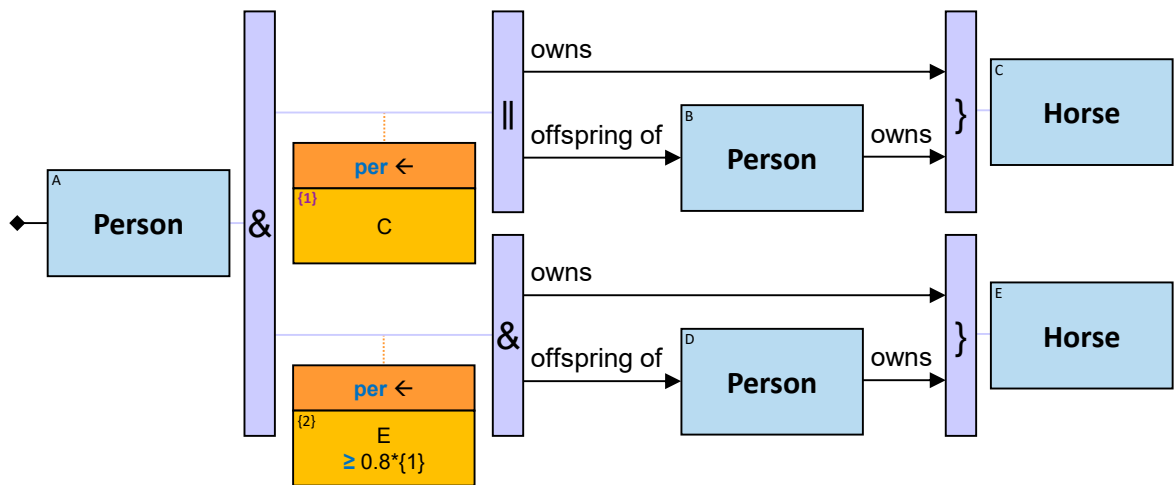 A
Person
&
per ←
{1}
C
||
owns
offspring of
B
Person
owns
}
C
Horse
per ←
{2}
E
≥ 0.8*{1}
&
owns
offspring of
D
Person
owns
}
E
Horse